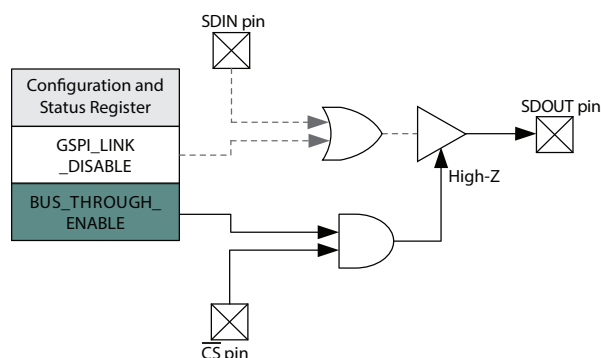 SDIN pin
Configuration and
Status Register
SDOUT pin
GSPI_LINK
_DISABLE
High-Z
BUS_THROUGH_
ENABLE
CS pin